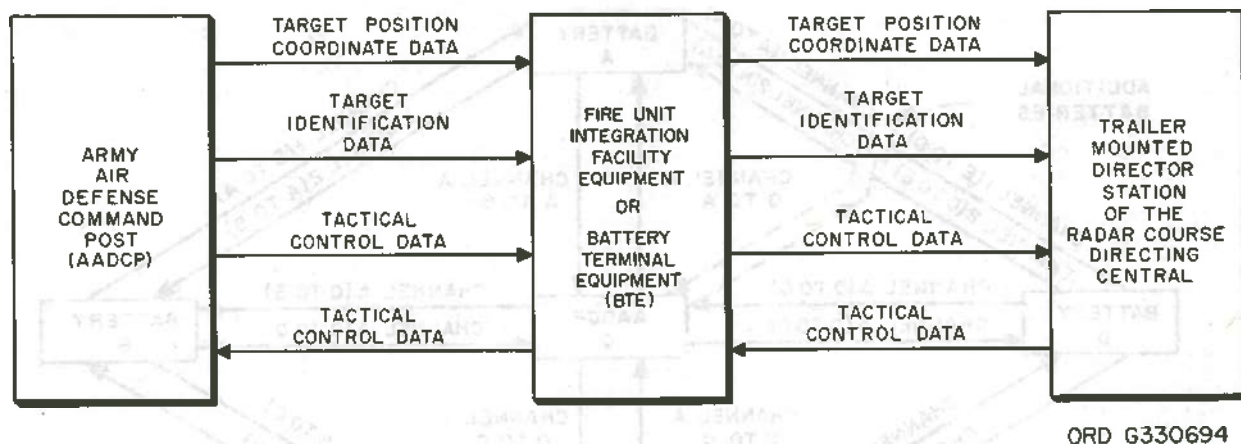 TARGET POSITION
COORDINATE DATA
TARGET POSITION
COORDINATE DATA
TARGET
IDENTIFICATION
DATA
TARGET
IDENTIFICATION
DATA
ARMY
AIR
DEFENSE
COMMAND
POST
(AADCP)
FIRE UNIT
INTEGRATION
FACILITY
EQUIPMENT
OR
BATTERY
TERMINAL
EQUIPMENT
(BTE)
TRAILER
MOUNTED
DIRECTOR
STATION
OF THE
RADAR COURSE
DIRECTING
CENTRAL
TACTICAL
CONTROL DATA
TACTICAL
CONTROL DATA
TACTICAL
CONTROL DATA
TACTICAL
CONTROL DATA
ORD G330694